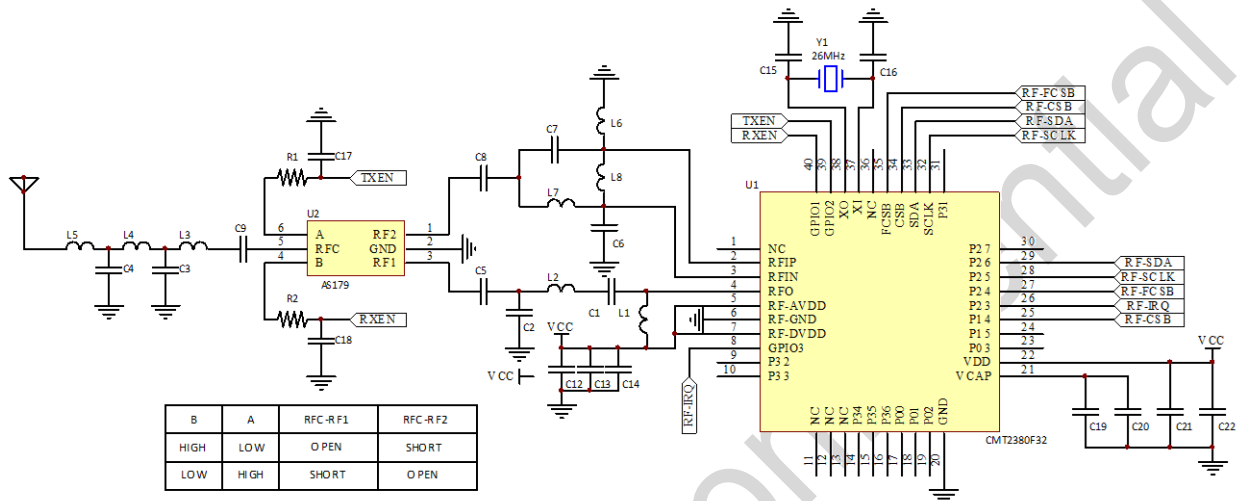 Y1
26MHz
C15
C16
RF-FCSB
RF-CSB
RF-SDA
RF-SCLK
TXEN
RXEN
L6
C7
C8
L8
L7
C6
R1
C17
TXEN
U2
6 A RF2 1
5 RFC GND 2
4 B RF1 3
AS179
L5
L4
L3
C9
C4
C3
R2
RXEN
C18
C5
L2
C2
C1
L1
VCC
VCC
C12
C13
C14
RF-IRQ
U1
40 GPIO1
39 GPIO2
38 XO
37 XI
36 NC
35 FCSB
34 CSB
33 SDA
32 SCLK
31 P31
1 NC
2 RFIP
3 RFIN
4 RFO
5 RF-AVDD
6 RF-GND
7 RF-DVDD
8 GPIO3
9 P32
10 P33
P27 30
P26 29 RF-SDA
P25 28 RF-SCLK
P24 27 RF-FCSB
P23 26 RF-IRQ
P14 25 RF-CSB
P15 24
P03 23
VDD 22
VCAP 21
VCC
11 NC
12 NC
13 NC
14 P34
15 P35
16 P36
17 P00
18 P01
19 P02
20 GND
CMT2380F32
C19
C20
C21
C22
B A RFC-RF1 RFC-RF2
HIGH LOW OPEN SHORT
LOW HIGH SHORT OPEN